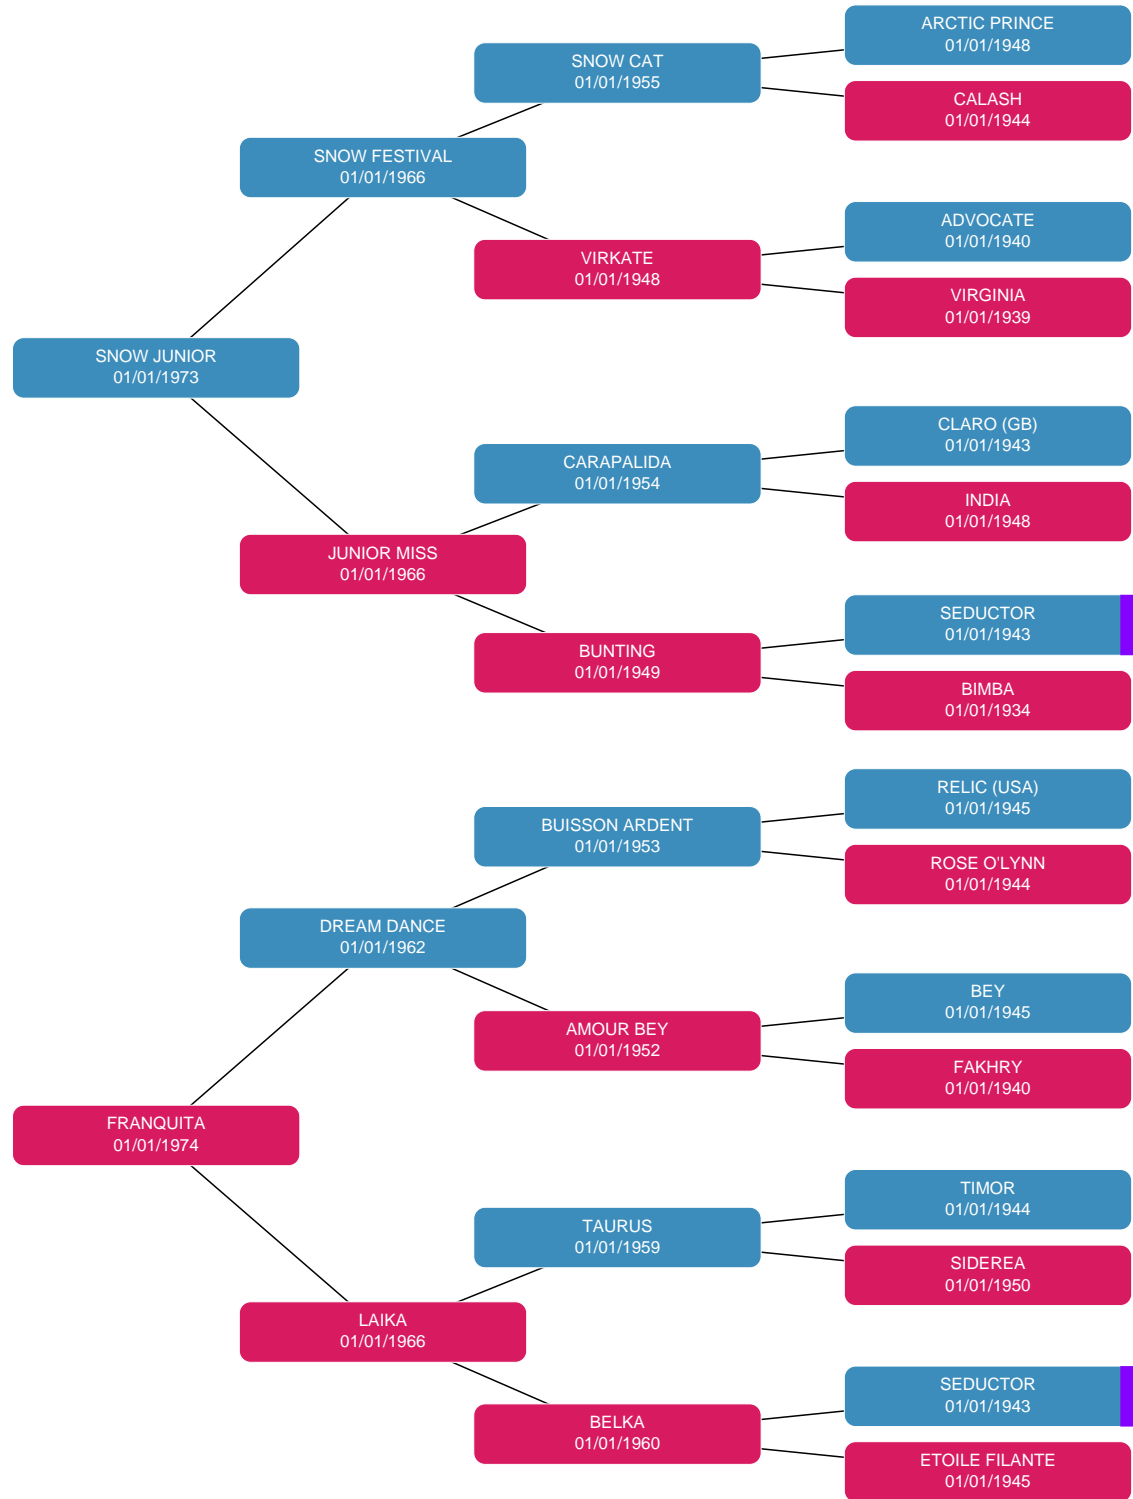 ARCTIC PRINCE
01/01/1948
SNOW CAT
01/01/1955
CALASH
01/01/1944
SNOW FESTIVAL
01/01/1966
ADVOCATE
01/01/1940
VIRKATE
01/01/1948
VIRGINIA
01/01/1939
SNOW JUNIOR
01/01/1973
CLARO (GB)
01/01/1943
CARAPALIDA
01/01/1954
INDIA
01/01/1948
JUNIOR MISS
01/01/1966
SEDUCTOR
01/01/1943
BUNTING
01/01/1949
BIMBA
01/01/1934
RELIC (USA)
01/01/1945
BUISSON ARDENT
01/01/1953
ROSE O'LYNN
01/01/1944
DREAM DANCE
01/01/1962
BEY
01/01/1945
AMOUR BEY
01/01/1952
FAKHRY
01/01/1940
FRANQUITA
01/01/1974
TIMOR
01/01/1944
TAURUS
01/01/1959
SIDEREA
01/01/1950
LAIKA
01/01/1966
SEDUCTOR
01/01/1943
BELKA
01/01/1960
ETOILE FILANTE
01/01/1945